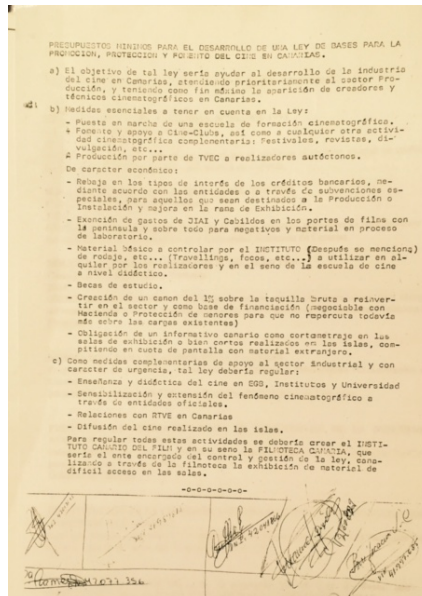 PRESUPUESTOS MINIMOS PARA EL DESARROLLO DE UNA LEY DE BASES PARA LA
PROMOCION, PROTECCION Y FOMENTO DEL CINE EN CANARIAS.
a) El objetivo de tal ley sería ayudar al desarrollo de la industria
del cine en Canarias, atendiendo prioritariamente al sector Pro-
ducción, y teniendo como fin máximo la aparición de creadores y
técnicos cinematográficos en Canarias.
b) Medidas esenciales a tener en cuenta en la Ley:
- Puesta en marcha de una escuela de formación cinematográfica.
- Fomento y apoyo a Cine-Clubs, así como a cualquier otra activi-
dad cinematográfica complementaria: Festivales, revistas, di-
vulgación, etc...
- Producción por parte de TVEC a realizadores autóctonos.
De caracter económico:
- Rebaja en los tipos de interés de los créditos bancarios, me-
diante acuerdo con las entidades o a través de subvenciones es-
peciales, para aquellos que sean destinados a la Producción o
Instalación y mejora en la rama de Exhibición.
- Exención de gastos de JIAI y Cabildos en los portes de films con
la península y sobre todo para negativos y material en proceso
de laboratorio.
- Material básico a controlar por el INSTITUTO (Después se menciona)
de rodaje, etc... (Travellings, focos, etc...) a utilizar en al-
quiler por los realizadores y en el seno de la escuela de cine
a nivel didáctico.
- Becas de estudio.
- Creación de un canon del 1% sobre la taquilla bruta a reinver-
tir en el sector y como base de financiación (negociable con
Hacienda o Protección de menores para que no repercuta todavía
más sobre las cargas existentes)
- Obligación de un informativo canario como cortometraje en las
salas de exhibición o bien cortos realizados en las islas, com-
pitiendo en cuota de pantalla con material extranjero.
c) Como medidas complementarias de apoyo al sector industrial y con
caracter de urgencia, tal ley debería regular:
- Enseñanza y didáctica del cine en EGB, Institutos y Universidad
- Sensibilización y extensión del fenómeno cinematográfico a
través de entidades oficiales.
- Relaciones con RTVE en Canarias
- Difusión del cine realizado en las islas.
Para regular todas estas actividades se debería crear el INSTI-
TUTO CANARIO DEL FILM y en su seno la FILMOTECA CANARIA, que
sería el ente encargado del control y gestión de la ley, cana-
lizando a través de la filmoteca la exhibición de material de
dificil acceso en las salas.
-o-o-o-o-o-o-